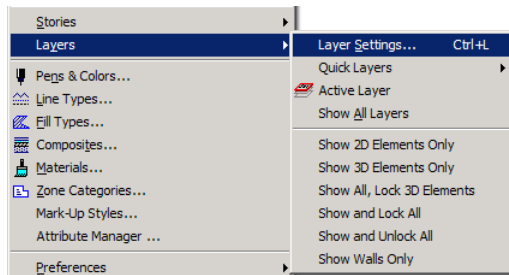 Stories
Layers
Pens & Colors...
Line Types...
Fill Types...
Composites...
Materials...
Zone Categories...
Mark-Up Styles...
Attribute Manager ...
Preferences
Layer Settings... Ctrl+L
Quick Layers
Active Layer
Show All Layers
Show 2D Elements Only
Show 3D Elements Only
Show All, Lock 3D Elements
Show and Lock All
Show and Unlock All
Show Walls Only